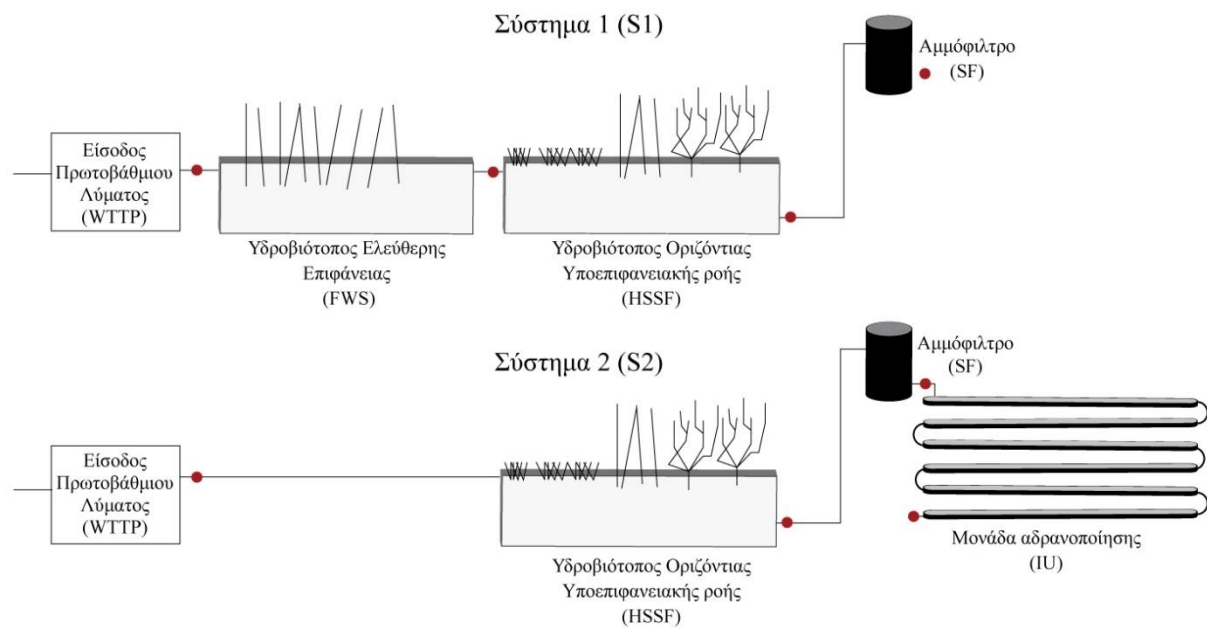 Σύστημα 1 (S1)
Αμμόφιλτρο
(SF)
Είσοδος
Πρωτοβάθμιου
Λύματος
(WTTP)
Υδροβιότοπος Ελεύθερης
Επιφάνειας
(FWS)
Υδροβιότοπος Οριζόντιας
Υποεπιφανειακής ροής
(HSSF)
Σύστημα 2 (S2)
Αμμόφιλτρο
(SF)
Είσοδος
Πρωτοβάθμιου
Λύματος
(WTTP)
Υδροβιότοπος Οριζόντιας
Υποεπιφανειακής ροής
(HSSF)
Μονάδα αδρανοποίησης
(IU)